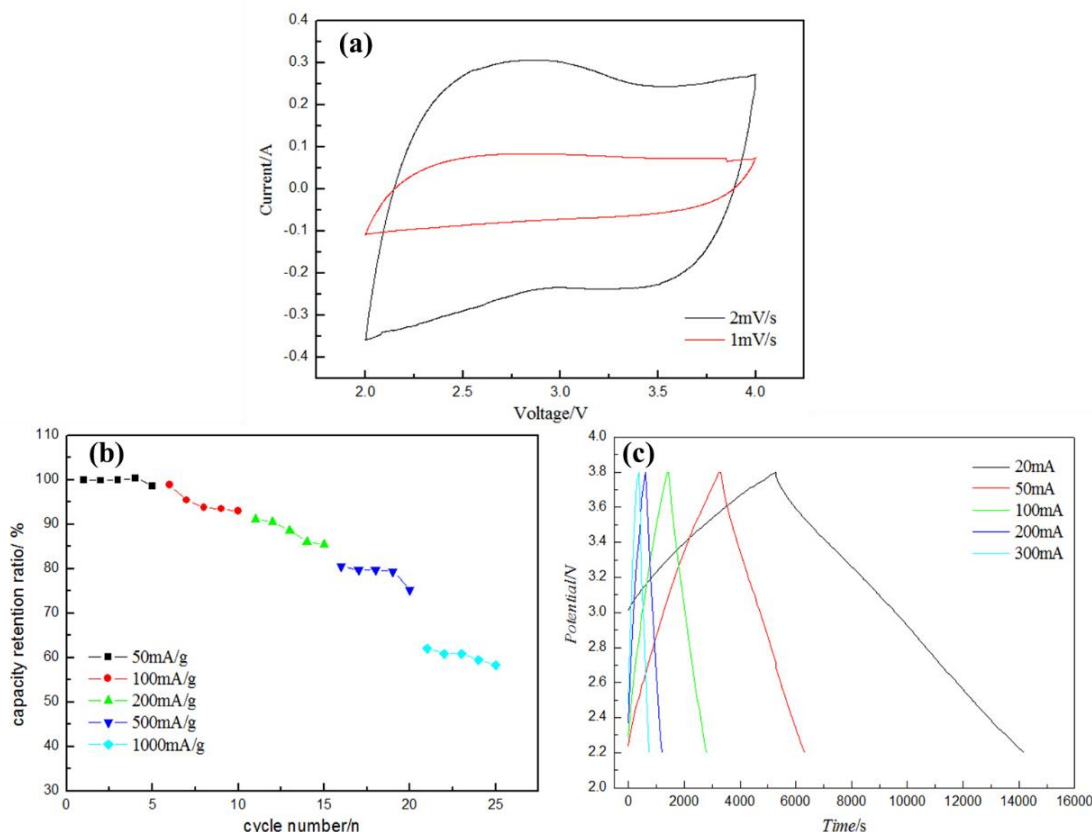 (a)
0.4
0.3
0.2
0.1
0.0
-0.1
-0.2
-0.3
-0.4
Current/A
2mV/s
1mV/s
2.0 2.5 3.0 3.5 4.0
Voltage/V
(b)
110
100
90
80
70
60
50
40
30
capacity retention ratio/ %
50mA/g
100mA/g
200mA/g
500mA/g
1000mA/g
0 5 10 15 20 25
cycle number/n
(c)
4.0
3.8
3.6
3.4
3.2
3.0
2.8
2.6
2.4
2.2
2.0
Potential/V
20mA
50mA
100mA
200mA
300mA
0 2000 4000 6000 8000 10000 12000 14000 16000
Time/s